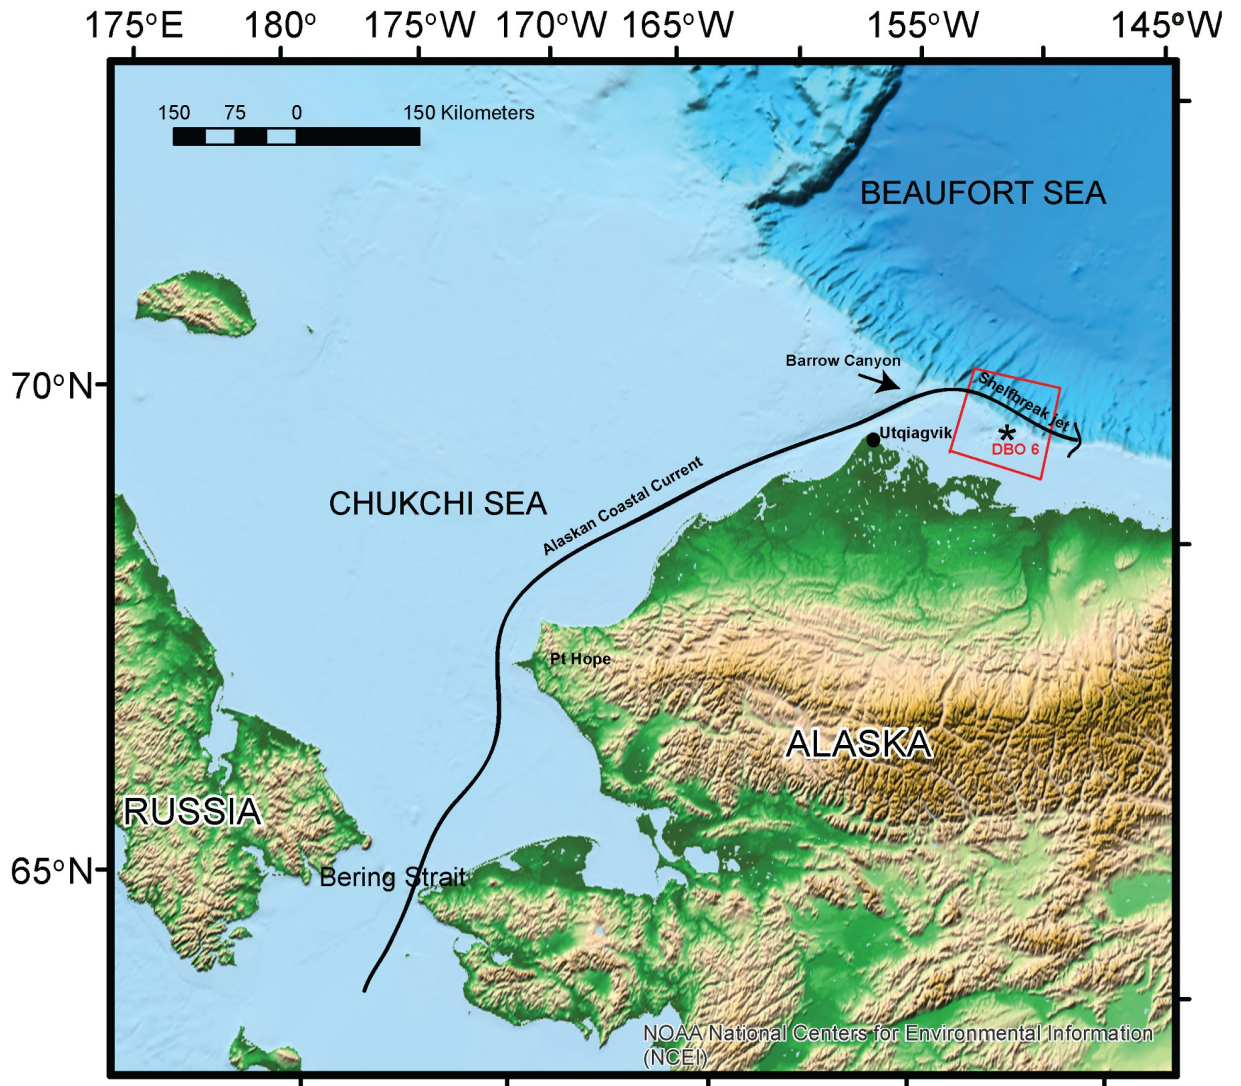 175°E 180° 175°W 170°W 165°W 155°W 145°W
150 75 0 150 Kilometers
BEAUFORT SEA
Barrow Canyon
70°N
Shelfbreak jet
Utqiagvik
*
DBO 6
Alaskan Coastal Current
CHUKCHI SEA
Pt Hope
ALASKA
RUSSIA
65°N
Bering Strait
NOAA National Centers for Environmental Information
(NCEI)